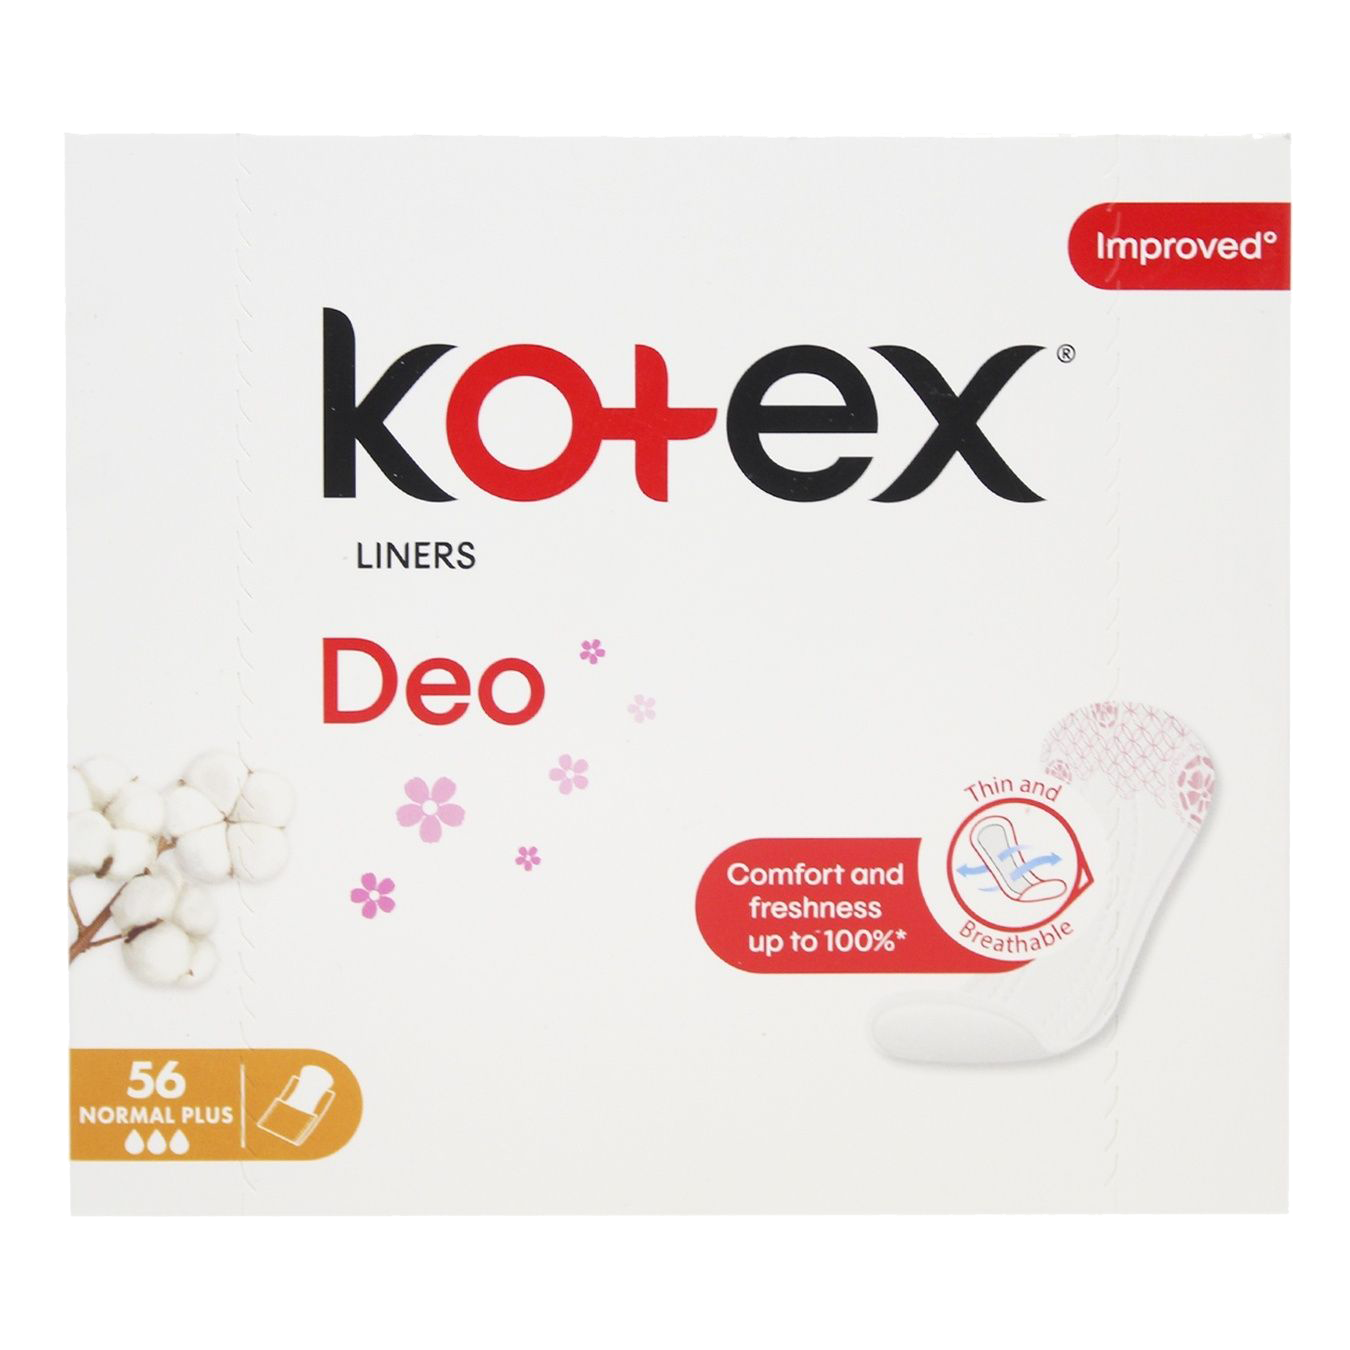 Improved°
kotex®
LINERS
Deo
Thin and
Breathable
Comfort and
freshness
up to 100%*
56
NORMAL PLUS